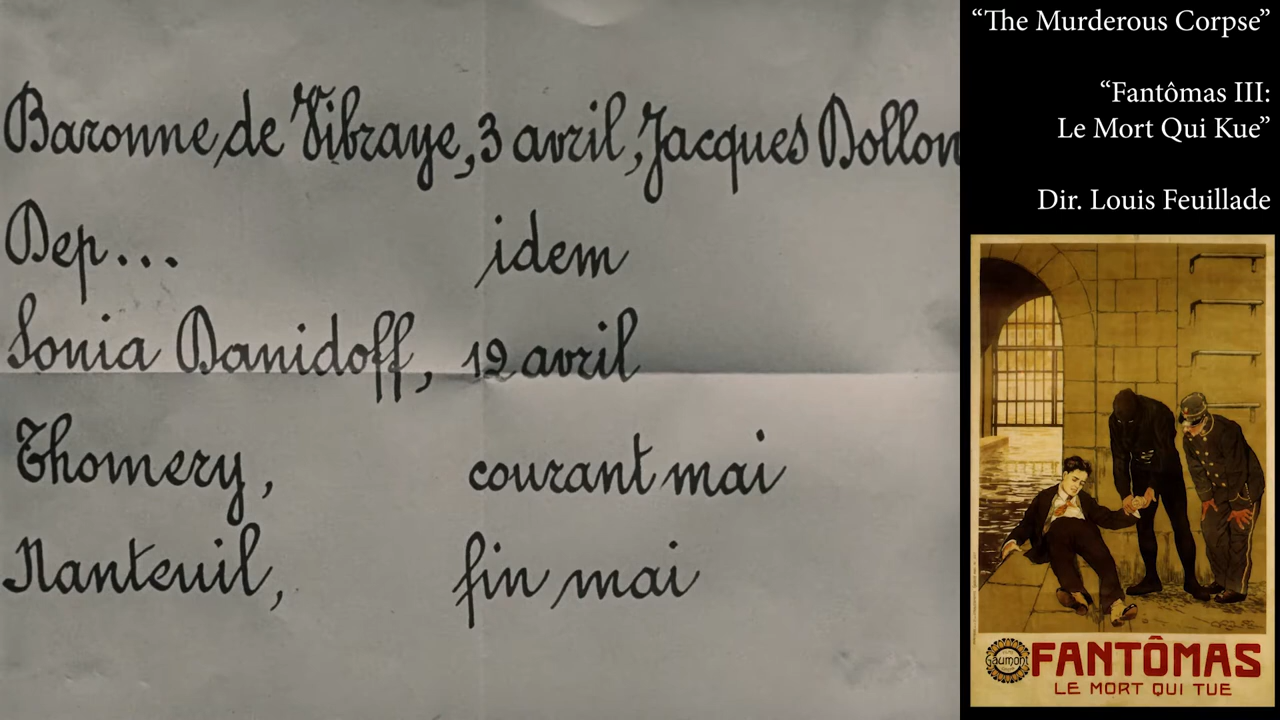 Baronne de Vibraye, 3 avril, Jacques Dollon
Dep... idem
Sonia Danidoff, 12 avril
Thomery, courant mai
Nanteuil, fin mai
“The Murderous Corpse”
“Fantômas III:
Le Mort Qui Kue”
Dir. Louis Feuillade
Gaumont
FANTÔMAS
LE MORT QUI TUE